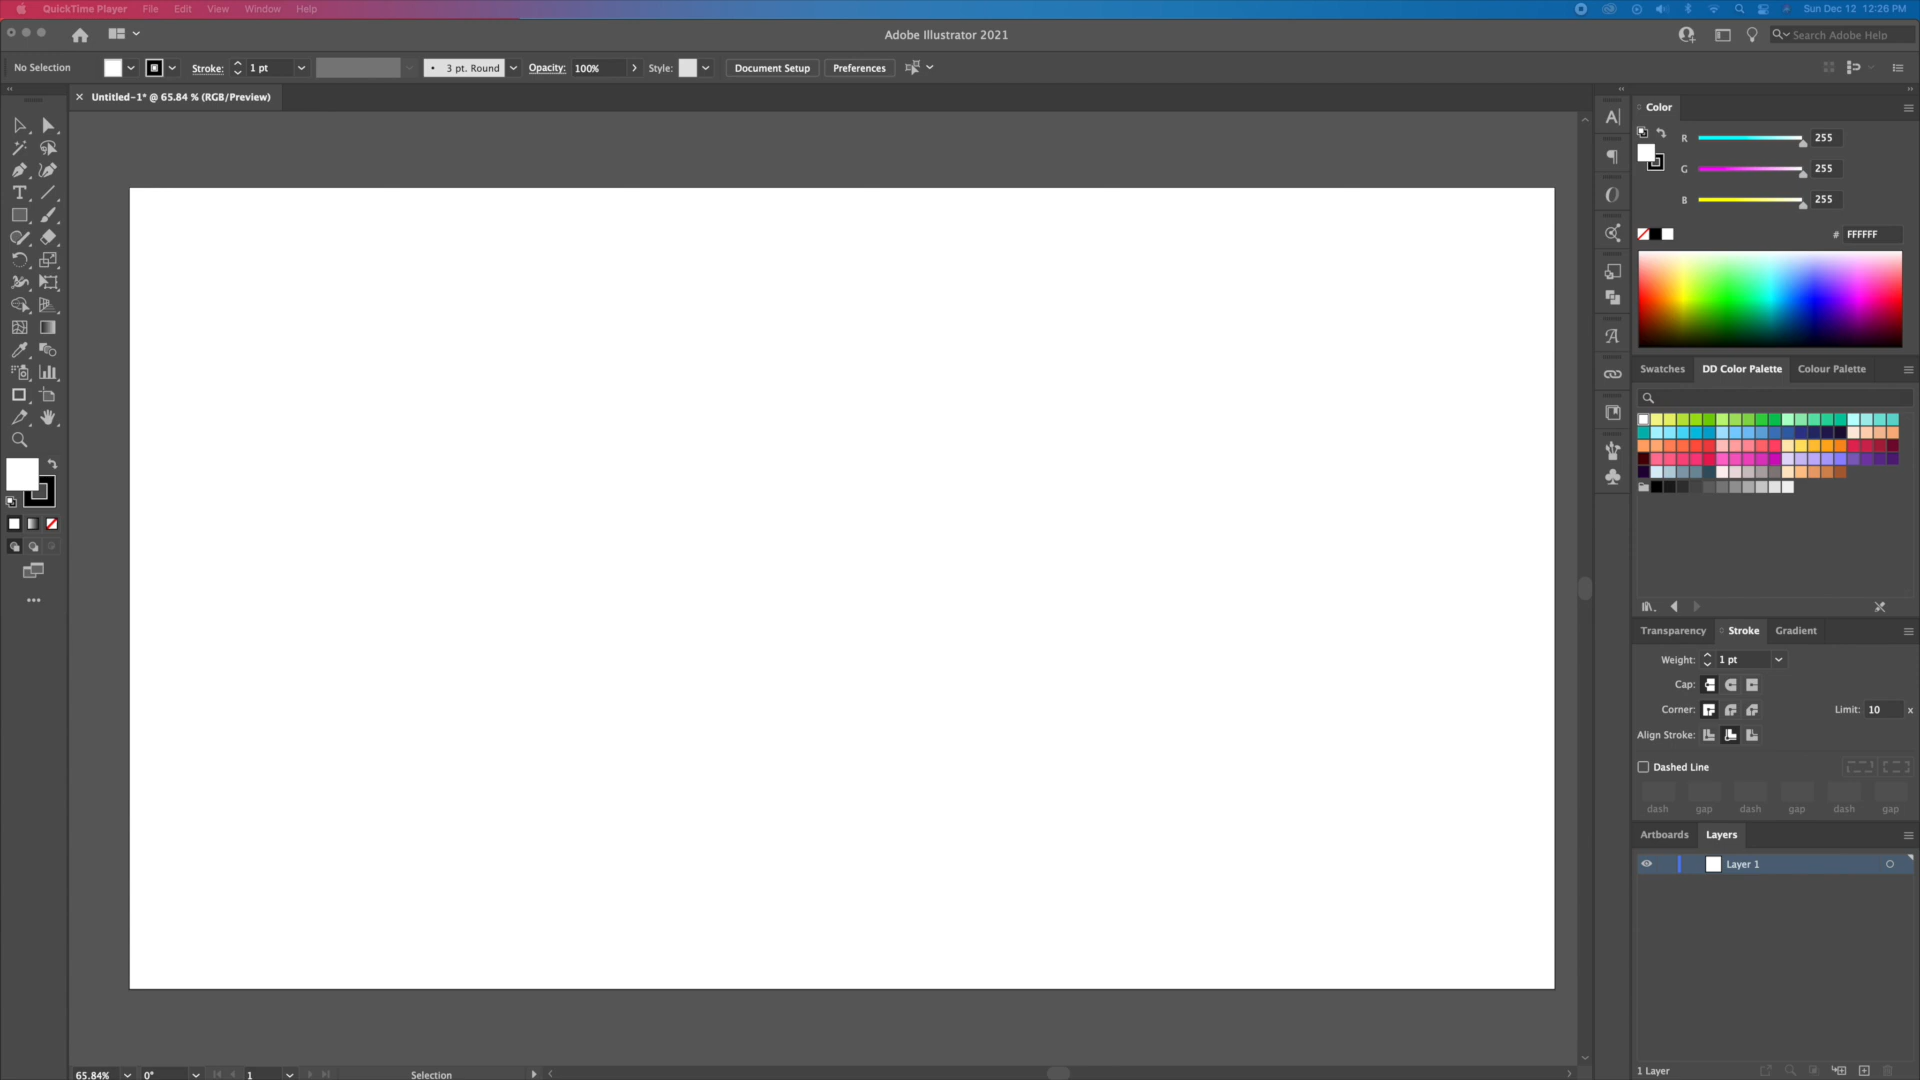 QuickTime Player File Edit View Window Help Sun Dec 12 12:26 PM
Adobe Illustrator 2021 Search Adobe Help
No Selection Stroke: 1 pt • 3 pt. Round Opacity: 100% Style: Document Setup Preferences
× Untitled-1* @ 65.84 % (RGB/Preview)
Color
R 255
G 255
B 255
# FFFFFF
Swatches DD Color Palette Colour Palette
Transparency Stroke Gradient
Weight: 1 pt
Cap:
Corner: Limit: 10 x
Align Stroke:
Dashed Line
dash gap dash gap dash gap
Artboards Layers
Layer 1
1 Layer
65.84% 0° 1 Selection